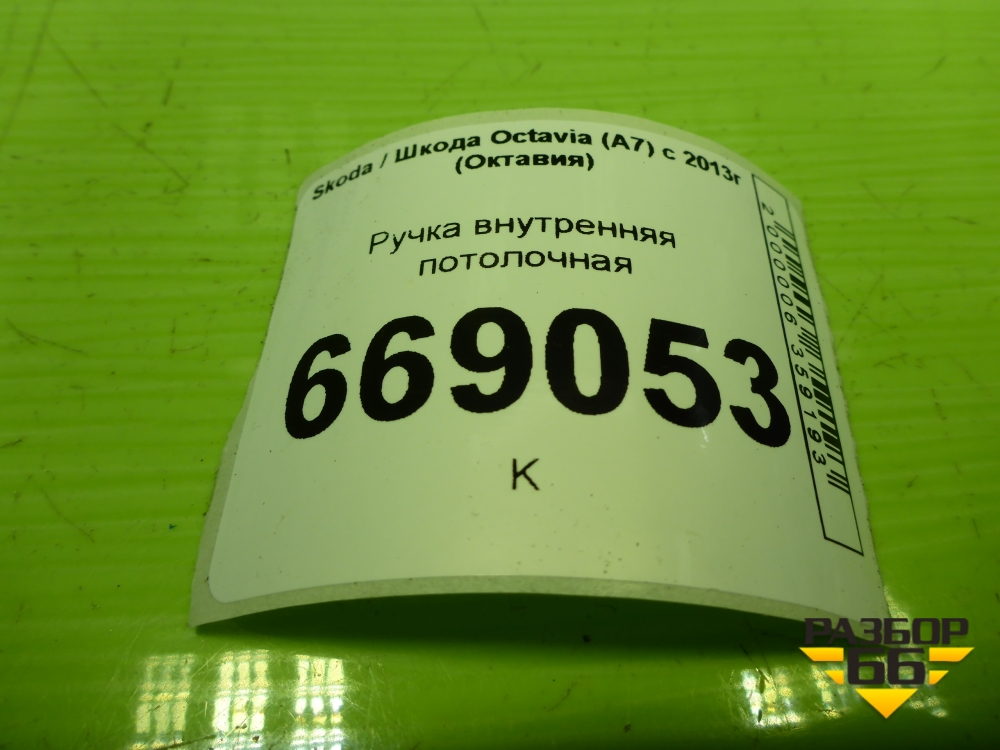 Skoda / Шкода Octavia (A7) с 2013г
(Октавия)
Ручка внутренняя
потолочная
669053
К
2000006359193
РАЗБОР
66